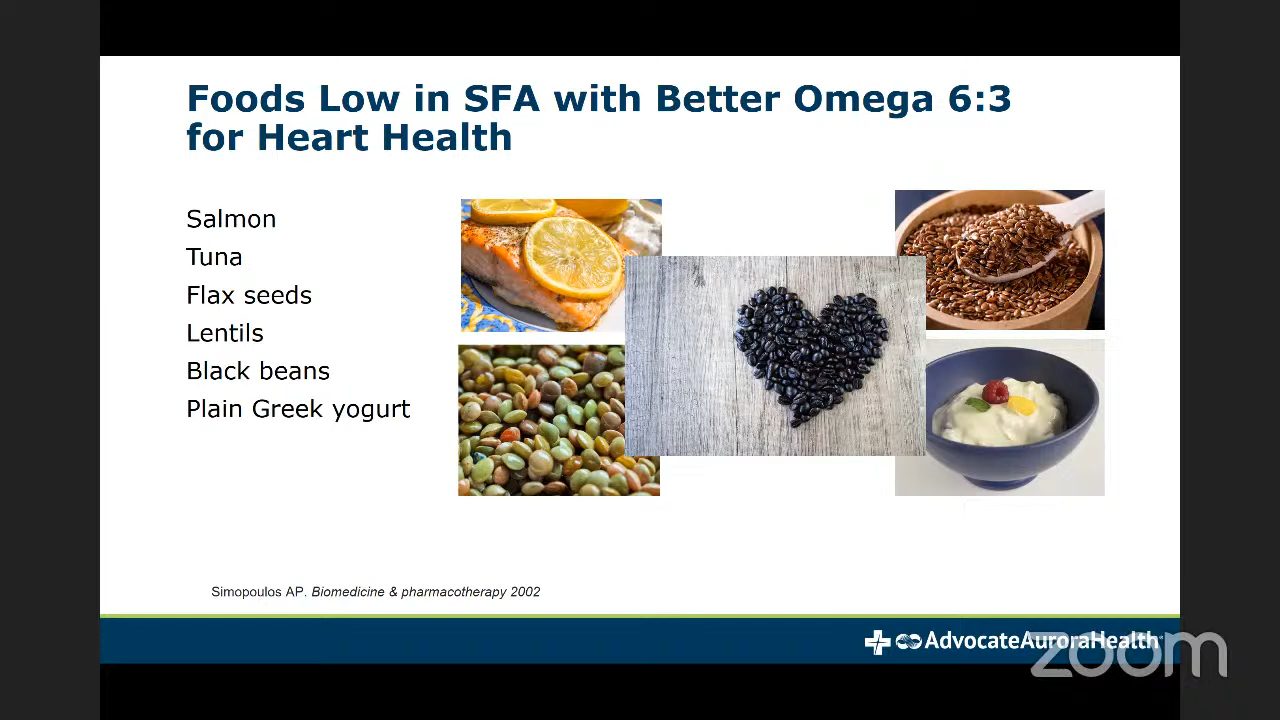 Foods Low in SFA with Better Omega 6:3
for Heart Health
Salmon
Tuna
Flax seeds
Lentils
Black beans
Plain Greek yogurt
Simopoulos AP. Biomedicine & pharmacotherapy 2002
AdvocateAuroraHealth
zoom